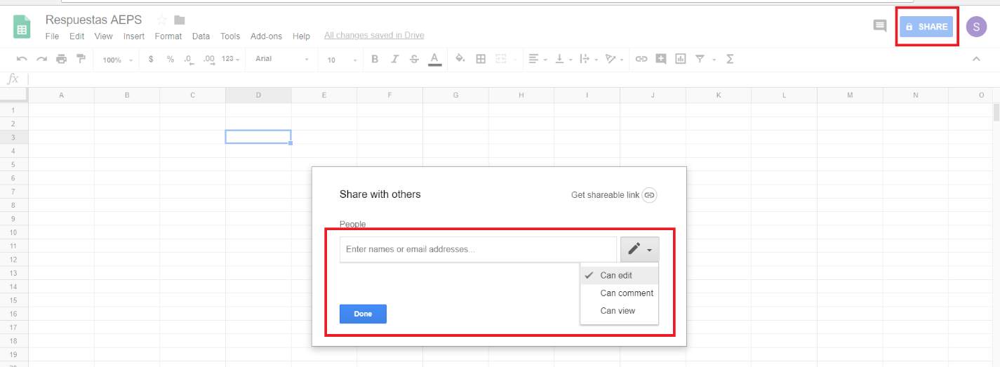 Respuestas AEPS
SHARE
S
File Edit View Insert Format Data Tools Add-ons Help All changes saved in Drive
100% $ % .0 .00 123 Arial 10 B I S A Σ
fx
A B C D E F G H I J K L M N O
1
2
3
4
5
6
7
8
9
10
11
12
13
14
15
16
17
18
19
Share with others Get shareable link
People
Enter names or email addresses...
Can edit
Can comment
Can view
Done